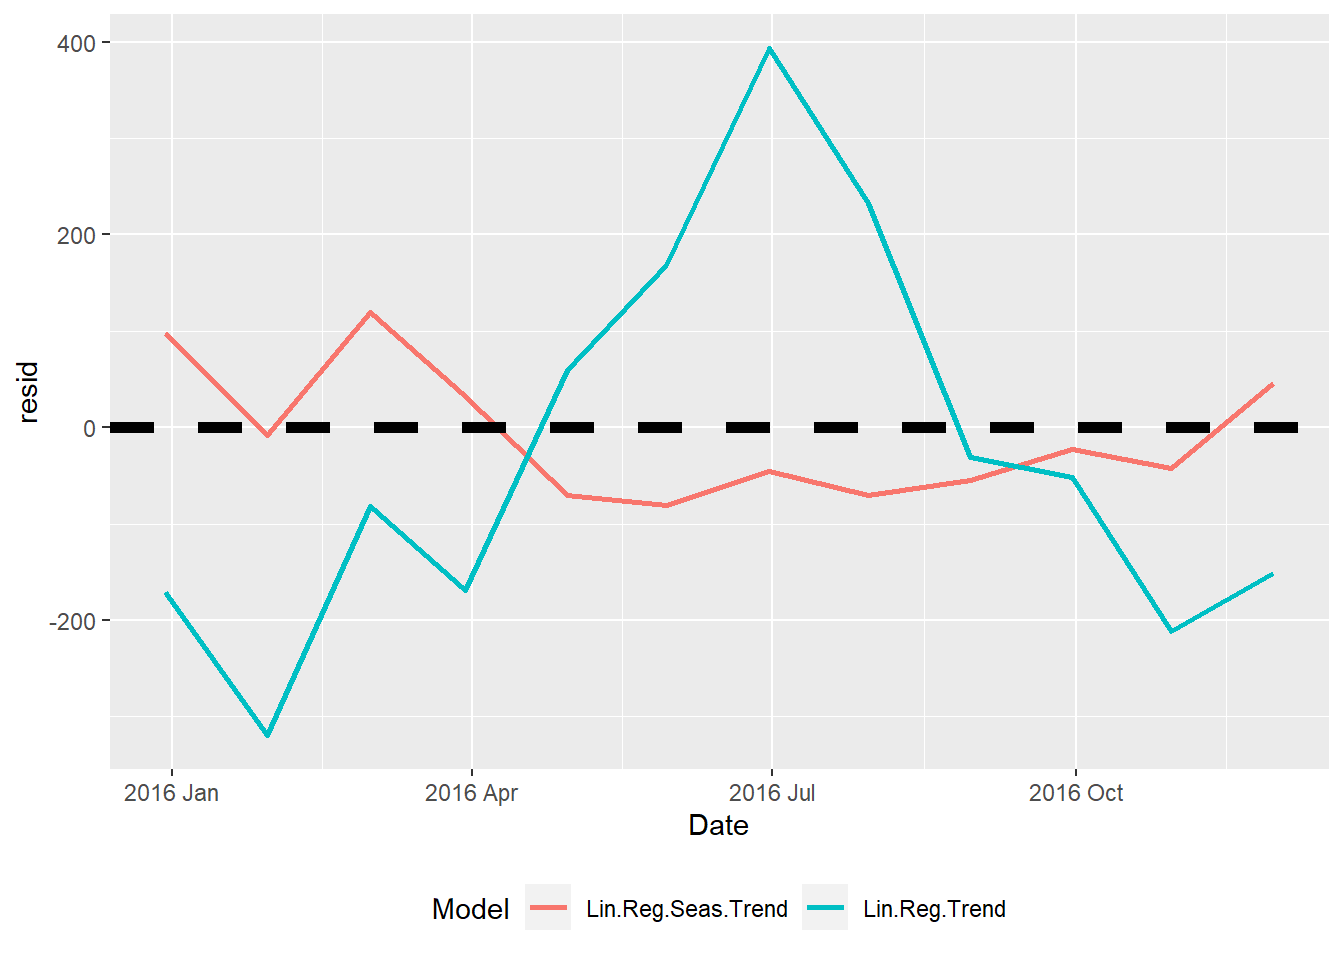 400
200
0
-200
resid
2016 Jan 2016 Apr 2016 Jul 2016 Oct
Date
Model Lin.Reg.Seas.Trend Lin.Reg.Trend